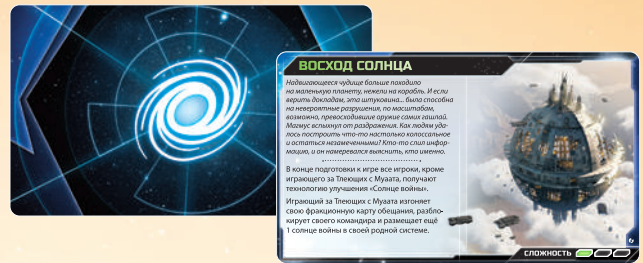 ВОСХОД СОЛНЦА
Надвигающееся чудище больше походило
на маленькую планету, нежели на корабль. И если
верить докладам, эта штуковина... была способна
на невероятные разрушения, по масштабам,
возможно, превосходившие оружие самих гашлай.
Магмус вспыхнул от раздражения. Как людям уда-
лось построить что-то настолько колоссальное
и остаться незамеченными? Кто-то слил инфор-
мацию, и он намеревался выяснить, кто именно.
В конце подготовки к игре все игроки, кроме
играющего за Тлеющих с Муаата, получают
технологию улучшения «Солнце войны».
Играющий за Тлеющих с Муаата изгоняет
свою фракционную карту обещания, разбло-
кирует своего командира и размещает ещё
1 солнце войны в своей родной системе.
6
СЛОЖНОСТЬ